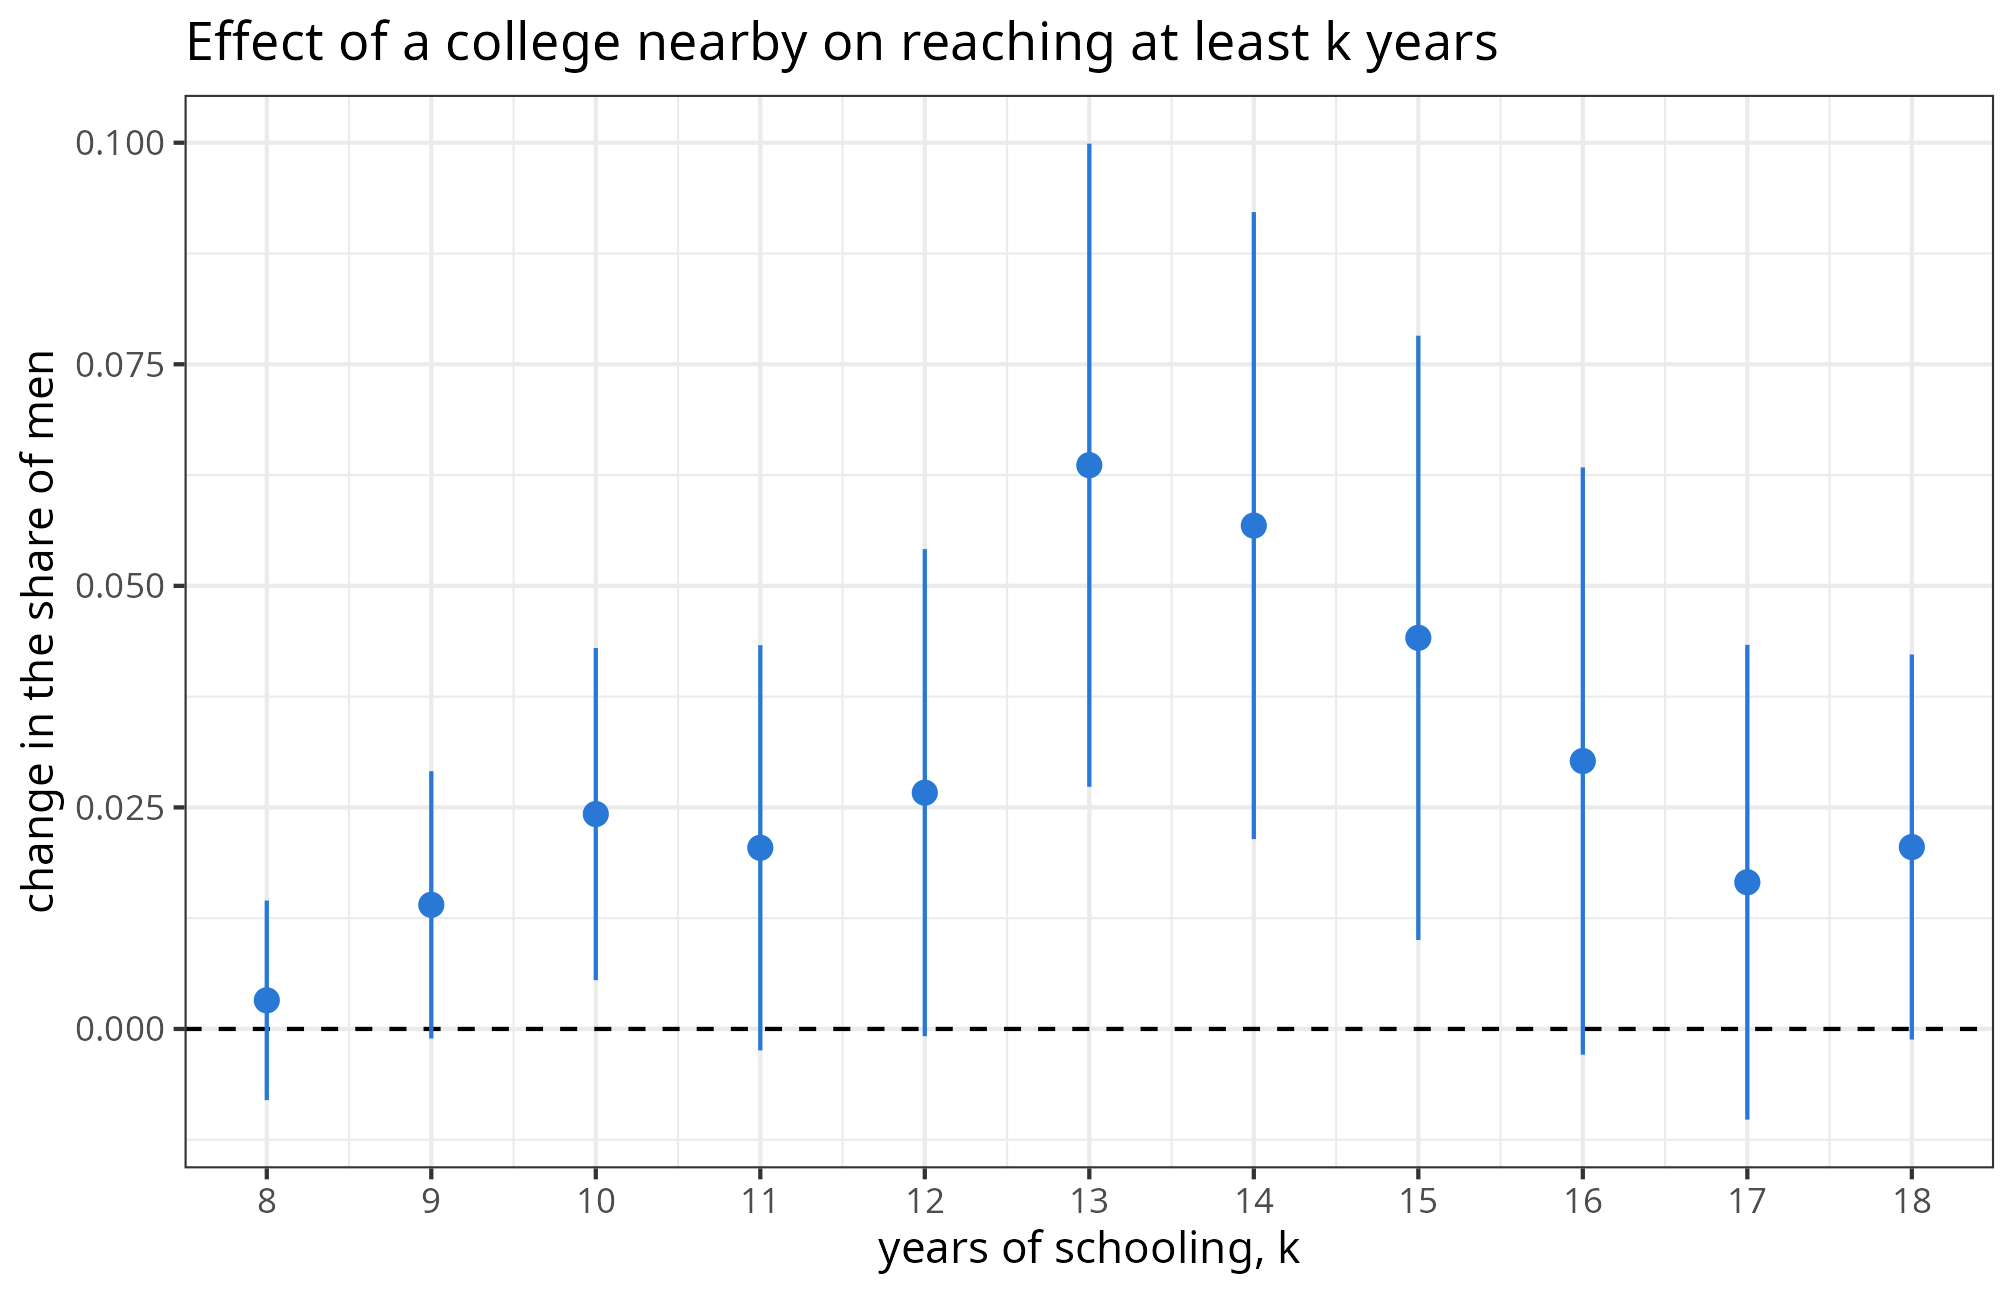 Effect of a college nearby on reaching at least k years
change in the share of men
0.100
0.075
0.050
0.025
0.000
8 9 10 11 12 13 14 15 16 17 18
years of schooling, k